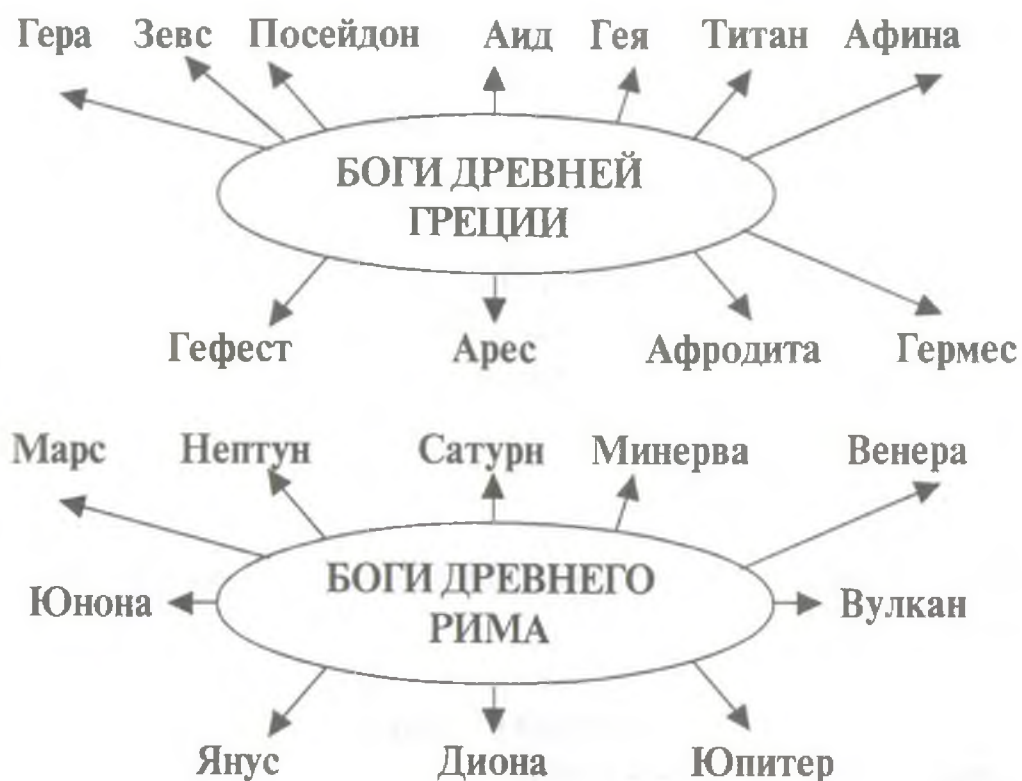 Гера Зевс Посейдон Аид Гея Титан Афина
БОГИ ДРЕВНЕЙ
ГРЕЦИИ
Гефест Арес Афродита Гермес
Марс Нептун Сатурн Минерва Венера
БОГИ ДРЕВНЕГО
РИМА
Юнона Вулкан
Янус Диона Юпитер